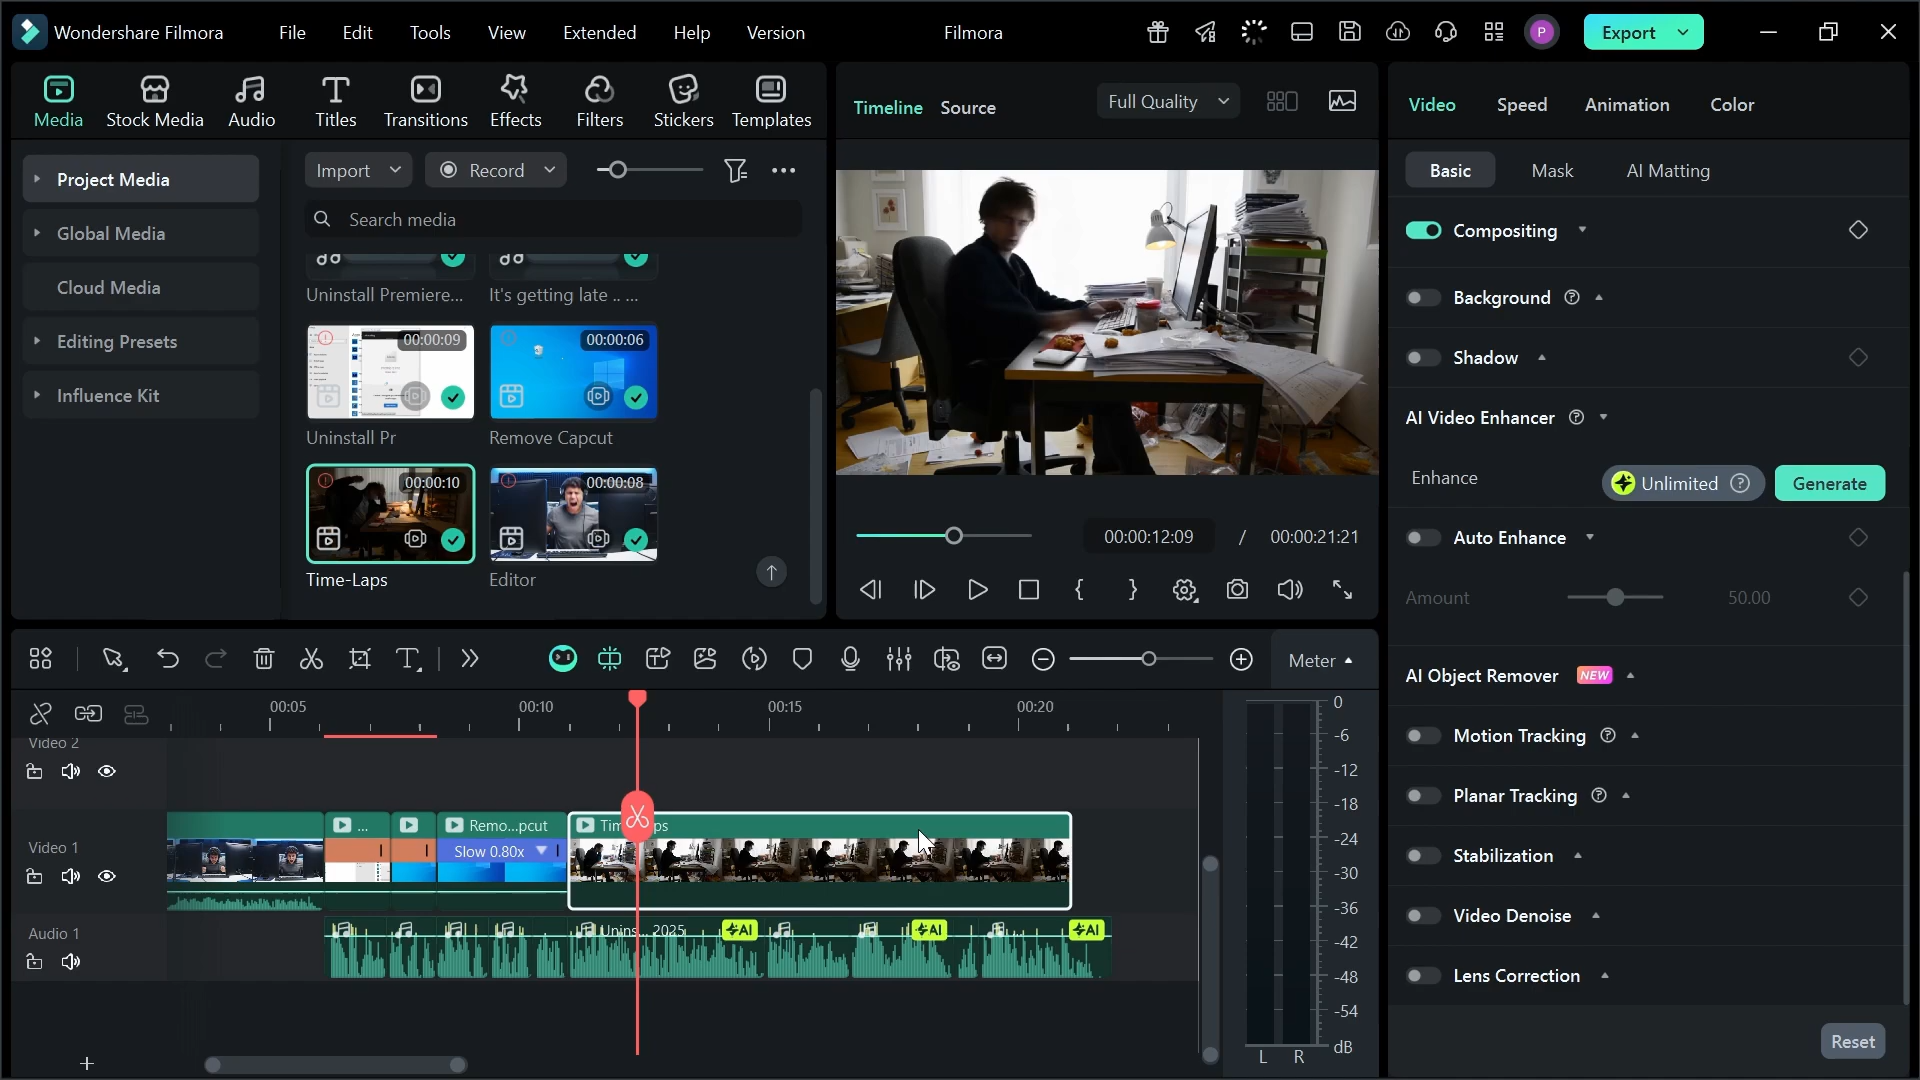 Wondershare Filmora
File
Edit
Tools
View
Extended
Help
Version
Filmora
P
Export
Media
Stock Media
Audio
Titles
Transitions
Effects
Filters
Stickers
Templates
Timeline
Source
Full Quality
Video
Speed
Animation
Color
Project Media
Global Media
Cloud Media
Editing Presets
Influence Kit
Import
Record
Search media
Uninstall Premiere...
It's getting late .. ...
00:00:09
00:00:06
Uninstall Pr
Remove Capcut
00:00:10
00:00:08
Time-Laps
Editor
00:00:12:09 / 00:00:21:21
Basic
Mask
AI Matting
Compositing
Background
Shadow
AI Video Enhancer
Enhance
Unlimited
Generate
Auto Enhance
Amount
50.00
AI Object Remover NEW
Motion Tracking
Planar Tracking
Stabilization
Video Denoise
Lens Correction
Reset
Meter
00:05
00:10
00:15
00:20
Video 2
Video 1
...
Remo...pcut
Slow 0.80x
Audio 1
Unins... 2025
AI
AI
AI
0
-6
-12
-18
-24
-30
-36
-42
-48
-54
dB
L R